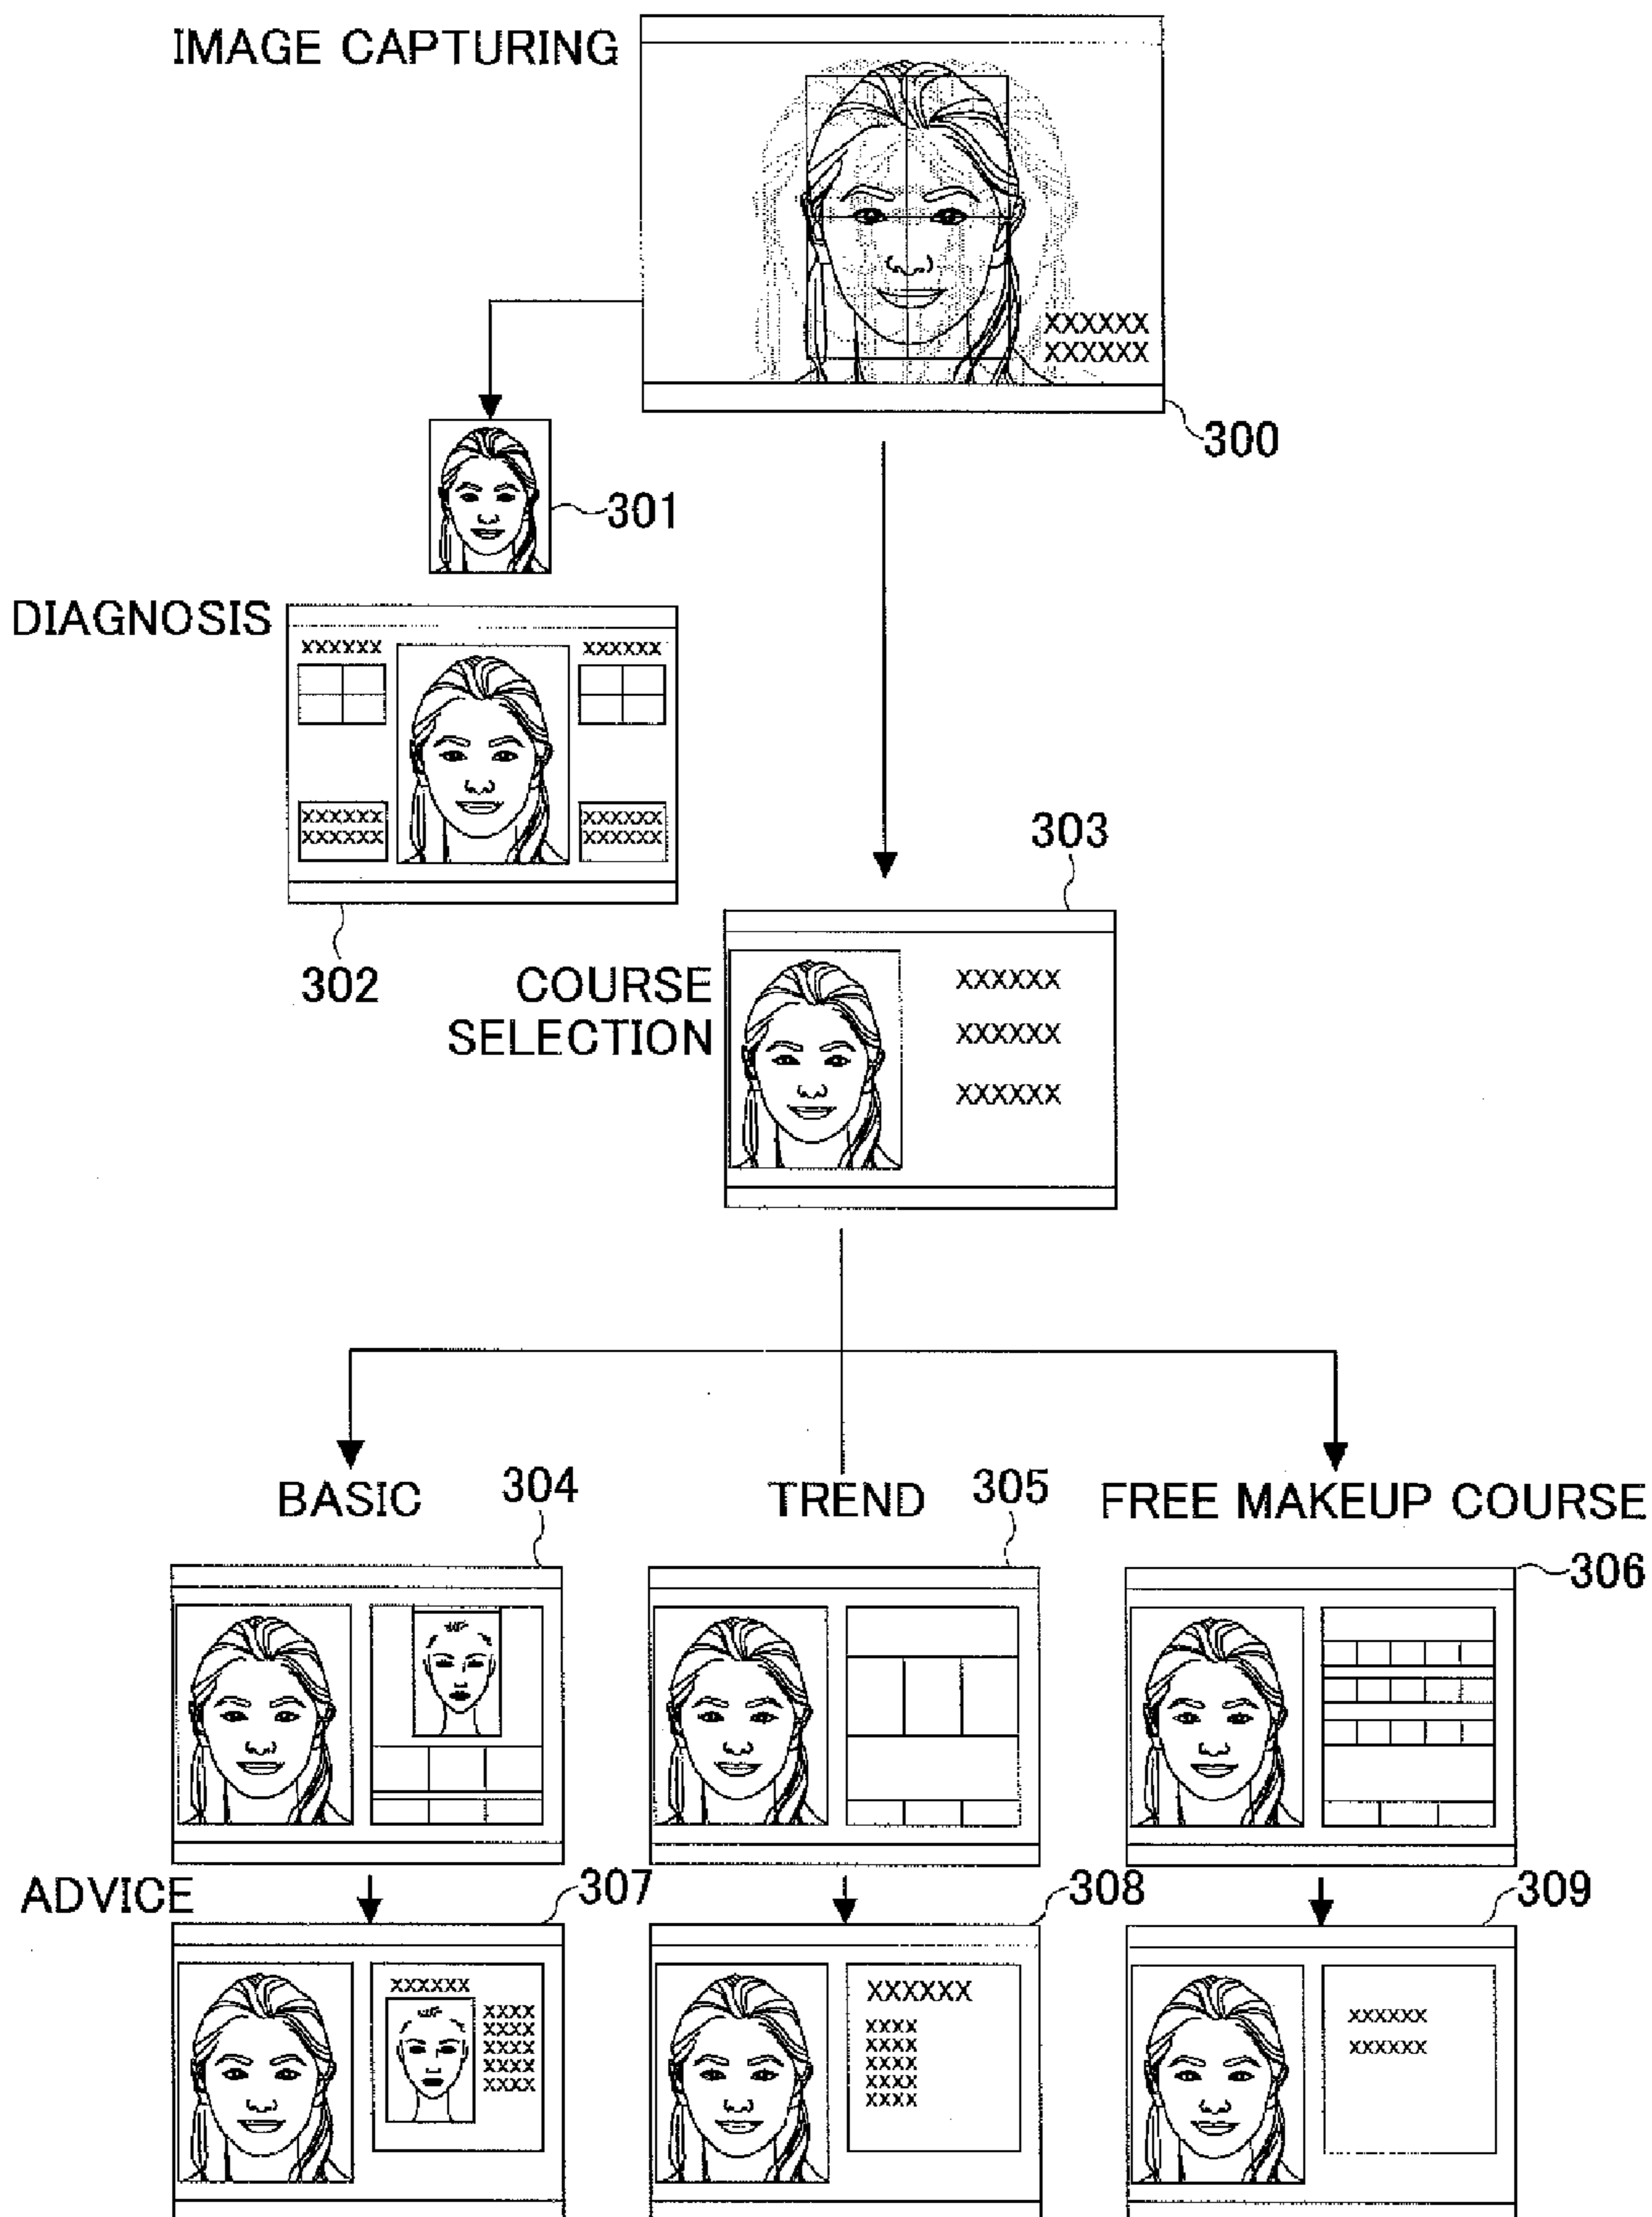 IMAGE CAPTURING
XXXXXX
XXXXXX
300
301
DIAGNOSIS
XXXXXX
XXXXXX
XXXXXX
XXXXXX
XXXXXX
XXXXXX
302
303
COURSE
SELECTION
XXXXXX
XXXXXX
XXXXXX
BASIC
304
TREND
305
FREE MAKEUP COURSE
306
ADVICE
307
308
309
XXXXXX
XXXX
XXXX
XXXX
XXXX
XXXX
XXXXXX
XXXX
XXXX
XXXX
XXXX
XXXX
XXXXXX
XXXXXX